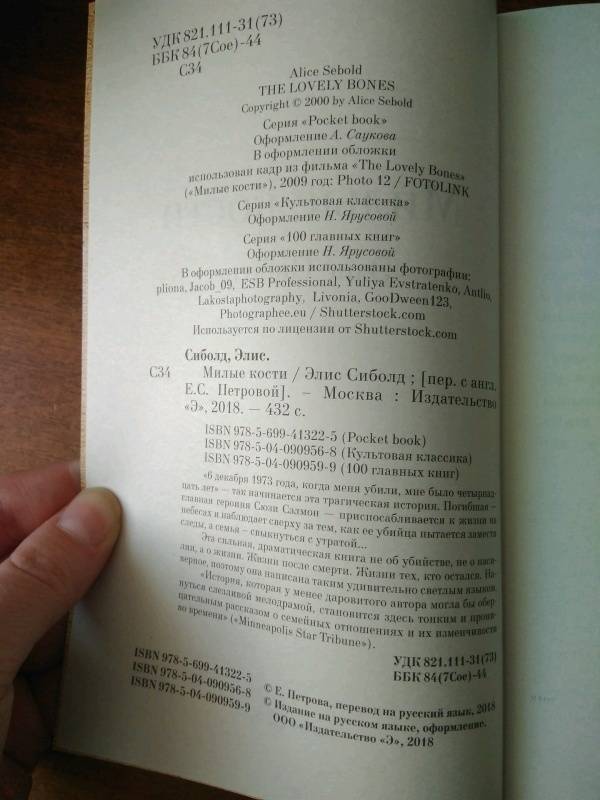 УДК 821.111-31(73)
ББК 84(7Сое)-44
С34
Alice Sebold
THE LOVELY BONES
Copyright © 2000 by Alice Sebold
Серия «Pocket book»
Оформление А. Саукова
В оформлении обложки
использован кадр из фильма «The Lovely Bones»
(«Милые кости»), 2009 год: Photo 12 / FOTOLINK
Серия «Культовая классика»
Оформление Н. Ярусовой
Серия «100 главных книг»
Оформление Н. Ярусовой
В оформлении обложки использованы фотографии:
pliona, Jacob_09, ESB Professional, Yuliya Evstratenko, Antlio,
Lakostaphotography, Livonia, GooDween123,
Photographee.eu / Shutterstock.com
Используется по лицензии от Shutterstock.com
Сиболд, Элис.
С34 Милые кости / Элис Сиболд ; [пер. с англ.
Е.С. Петровой]. – Москва : Издательство
«Э», 2018. — 432 с.
ISBN 978-5-699-41322-5 (Pocket book)
ISBN 978-5-04-090956-8 (Культовая классика)
ISBN 978-5-04-090959-9 (100 главных книг)
«6 декабря 1973 года, когда меня убили, мне было четырнад-
цать лет» — так начинается эта трагическая история. Погибшая –
главная героиня Сюзи Сэлмон — приспосабливается к жизни на
небесах и наблюдает сверху за тем, как ее убийца пытается замести
следы, а семья – свыкнуться с утратой...
Эта сильная, драматическая книга не об убийстве, не о наси-
лии, а о жизни. Жизни после смерти. Жизни тех, кто остался. На-
верное, поэтому она написана таким удивительно светлым языком.
«История, которая у менее даровитого автора могла бы обер-
нуться слезливой мелодрамой, становится здесь тонким и прони-
цательным рассказом о семейных отношениях и их изменчивости
во времени» («Minneapolis Star Tribune»).
УДК 821.111-31(73)
ББК 84(7Сое)-44
ISBN 978-5-699-41322-5
ISBN 978-5-04-090956-8
ISBN 978-5-04-090959-9
© Е. Петрова, перевод на русский язык, 2018
© Издание на русском языке, оформление.
ООО «Издательство «Э», 2018